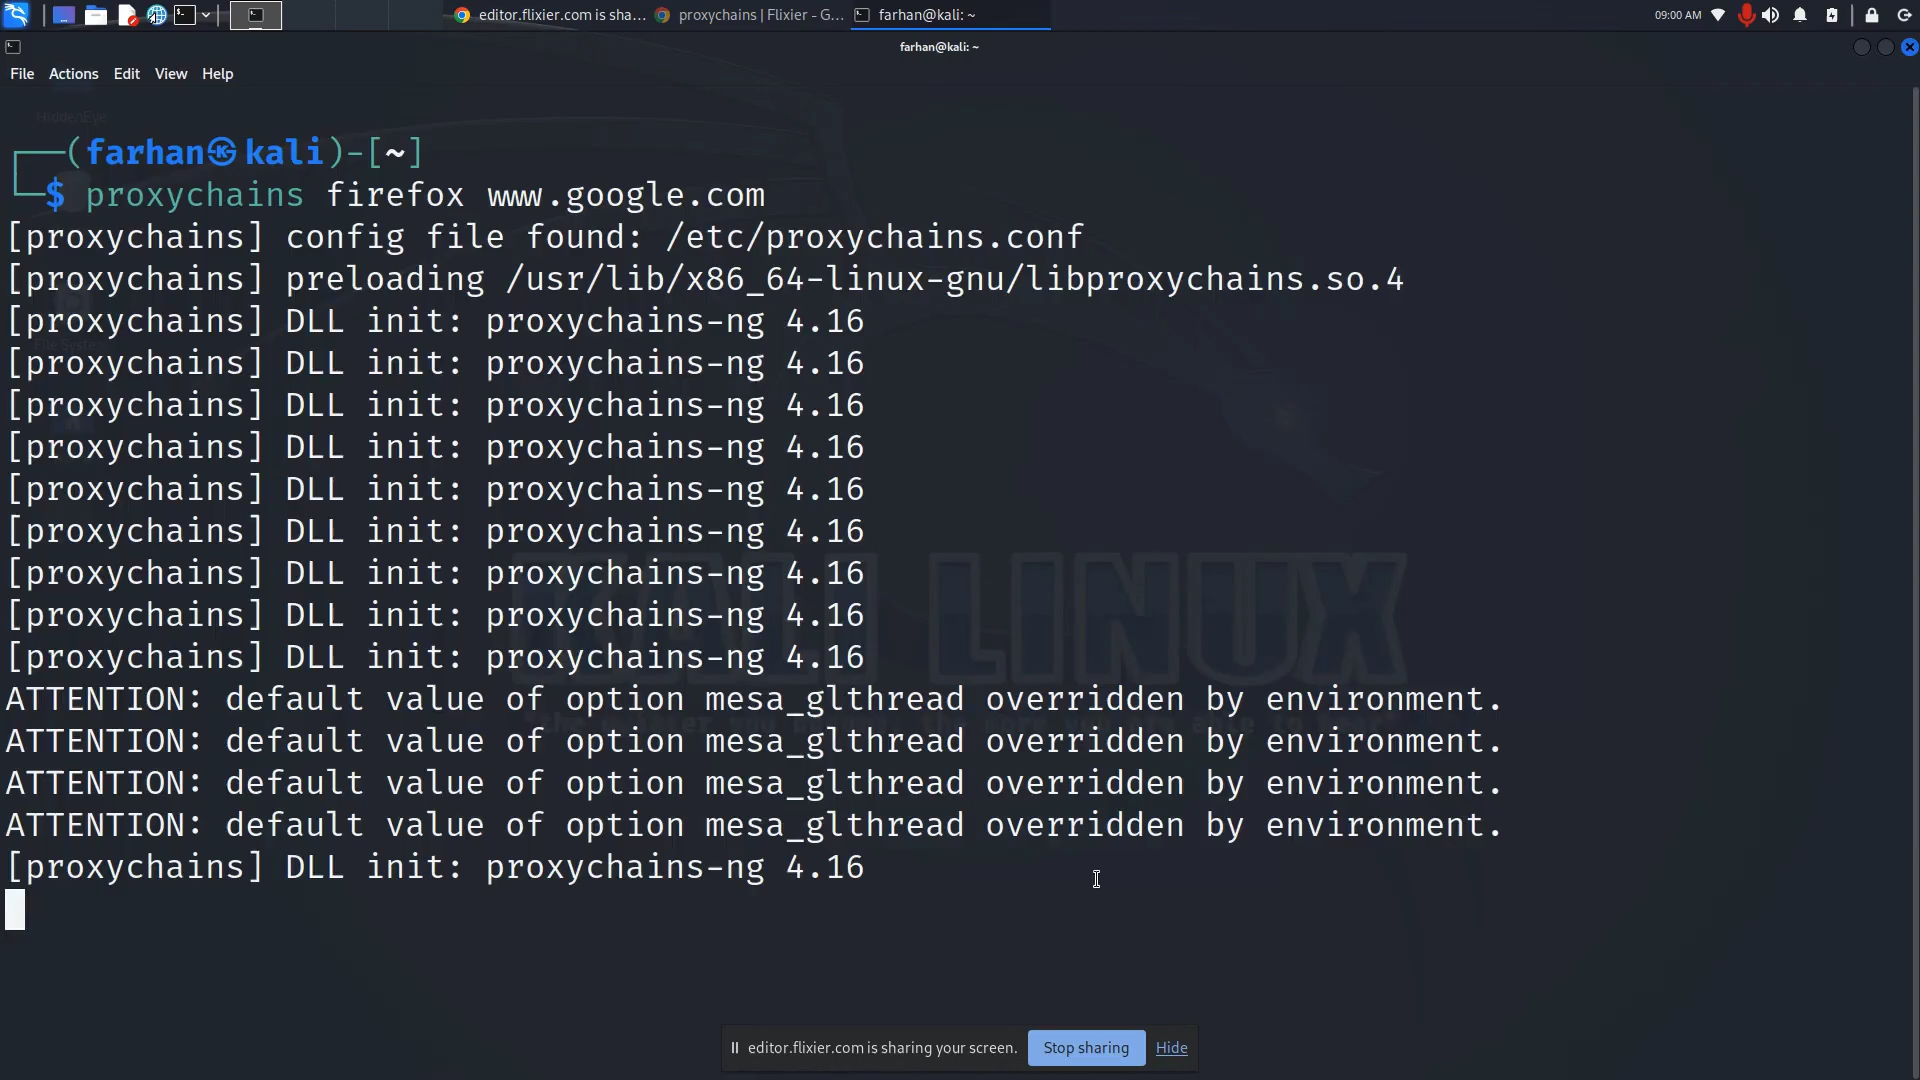 editor.flixier.com is sha...
proxychains | Flixier - G...
farhan@kali: ~
09:00 AM
farhan@kali: ~
File Actions Edit View Help
HiddenEye
(farhan㉿kali)-[~]
$ proxychains firefox www.google.com
[proxychains] config file found: /etc/proxychains.conf
[proxychains] preloading /usr/lib/x86_64-linux-gnu/libproxychains.so.4
[proxychains] DLL init: proxychains-ng 4.16
File System
[proxychains] DLL init: proxychains-ng 4.16
[proxychains] DLL init: proxychains-ng 4.16
[proxychains] DLL init: proxychains-ng 4.16
[proxychains] DLL init: proxychains-ng 4.16
[proxychains] DLL init: proxychains-ng 4.16
[proxychains] DLL init: proxychains-ng 4.16
[proxychains] DLL init: proxychains-ng 4.16
[proxychains] DLL init: proxychains-ng 4.16
KALI LINUX
ATTENTION: default value of option mesa_glthread overridden by environment.
ATTENTION: default value of option mesa_glthread overridden by environment.
ATTENTION: default value of option mesa_glthread overridden by environment.
ATTENTION: default value of option mesa_glthread overridden by environment.
[proxychains] DLL init: proxychains-ng 4.16
editor.flixier.com is sharing your screen.
Stop sharing
Hide